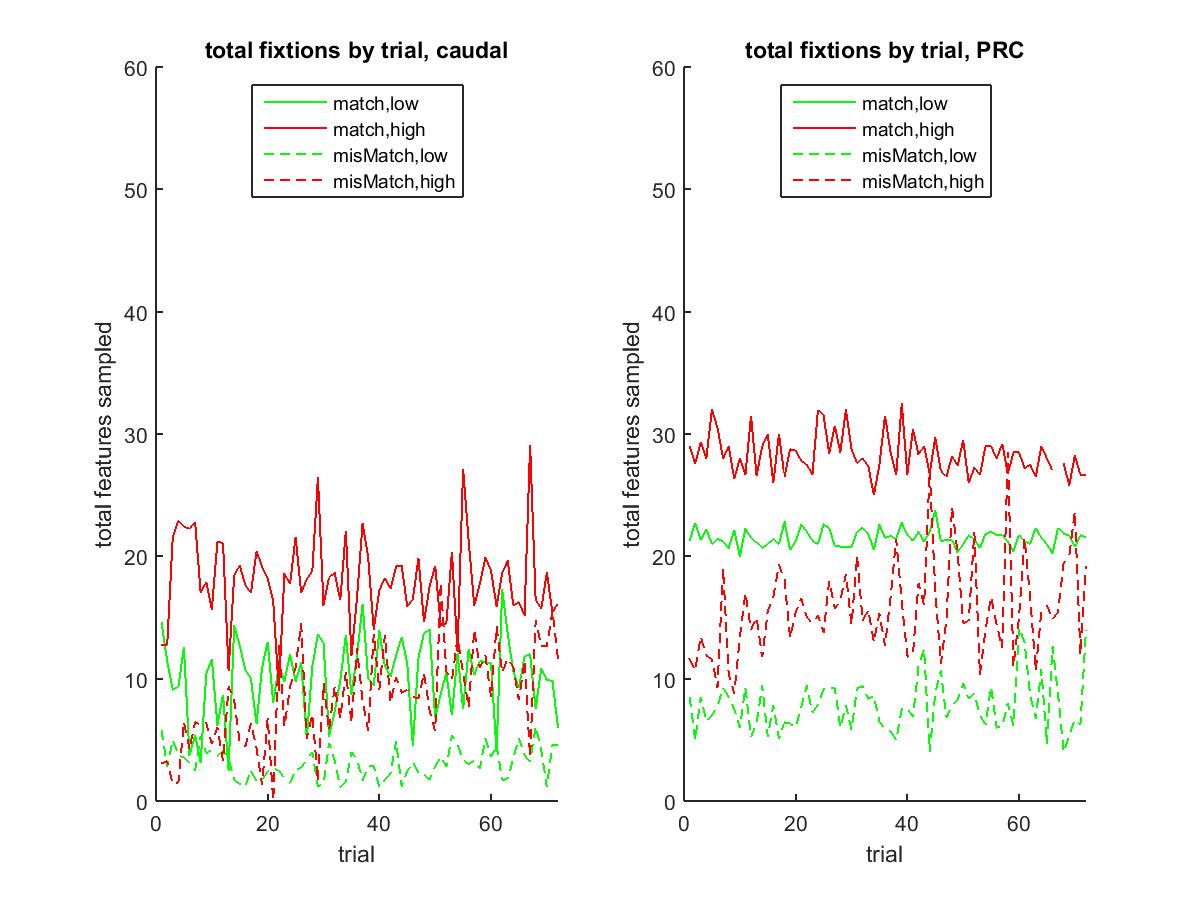 total fixtions by trial, caudal
match,low
match,high
misMatch,low
misMatch,high
60
50
40
30
20
10
0
total features sampled
0 20 40 60
trial
total fixtions by trial, PRC
match,low
match,high
misMatch,low
misMatch,high
60
50
40
30
20
10
0
total features sampled
0 20 40 60
trial